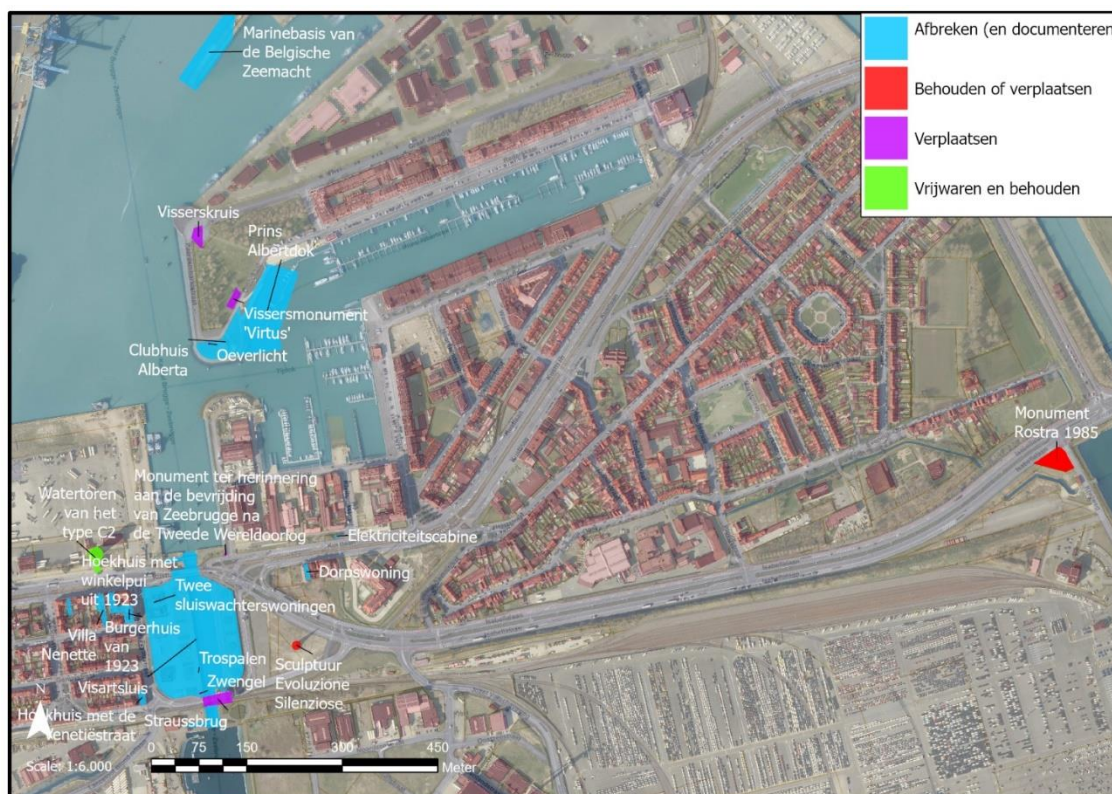 Marinebasis van
de Belgische
Zeemacht
Afbreken (en documenteren
Behouden of verplaatsen
Verplaatsen
Vrijwaren en behouden
Visserskruis
Prins
Albertdok
Vissersmonument
'Virtus'
Clubhuis
Alberta
Oeverlicht
Monument
Rostra 1985
Monument ter herinnering
aan de bevrijding
van Zeebrugge na
de Tweede Wereldoorlog
Watertoren
van het
type C2
Elektriciteitscabine
Hoekhuis met
winkelpui
uit 1923
Dorpswoning
Twee
sluiswachterswoningen
Villa
Nenette
Burgerhuis
van
1923
Trospalen
Zwengel
Visartsluis
Sculptuur
Evoluzione
Silenziose
Straussbrug
Hoekhuis met de
Venetiëstraat
N
Scale: 1:6.000
0 75 150 300 450
Meter